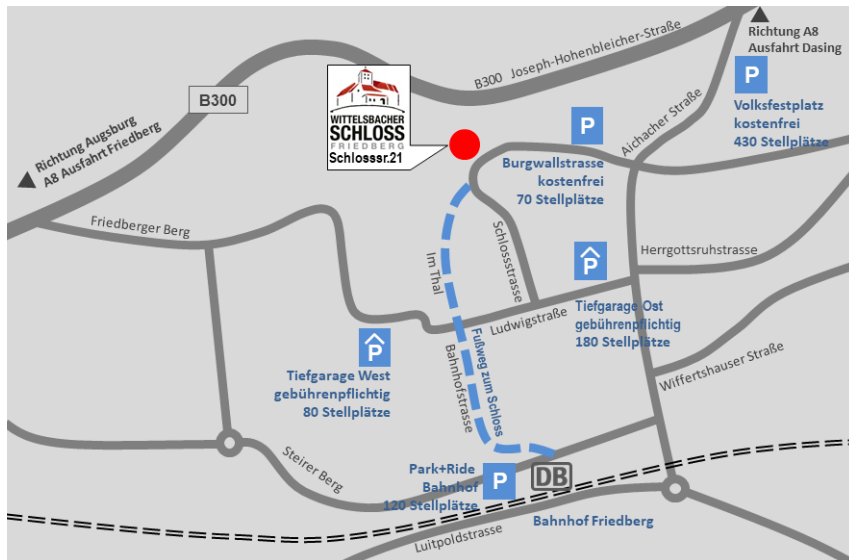 Richtung A8
Ausfahrt Dasing
B300 Joseph-Hohenbleicher-Straße
P
Volksfestplatz
kostenfrei
430 Stellplätze
B300
WITTELSBACHER
SCHLOSS
FRIEDBERG
Schlosssr.21
Richtung Augsburg
A8 Ausfahrt Friedberg
P
Burgwallstrasse
kostenfrei
70 Stellplätze
Aichacher Straße
Friedberger Berg
Im Thal
Schlossstrasse
Herrgottsruhstrasse
P
Tiefgarage Ost
gebührenpflichtig
180 Stellplätze
Ludwigstraße
P
Tiefgarage West
gebührenpflichtig
80 Stellplätze
Bahnhofstrasse
Fußweg zum Schloss
Wiffertshauser Straße
Steirer Berg
Park+Ride
Bahnhof
120 Stellplätze
P
DB
Bahnhof Friedberg
Luitpoldstrasse